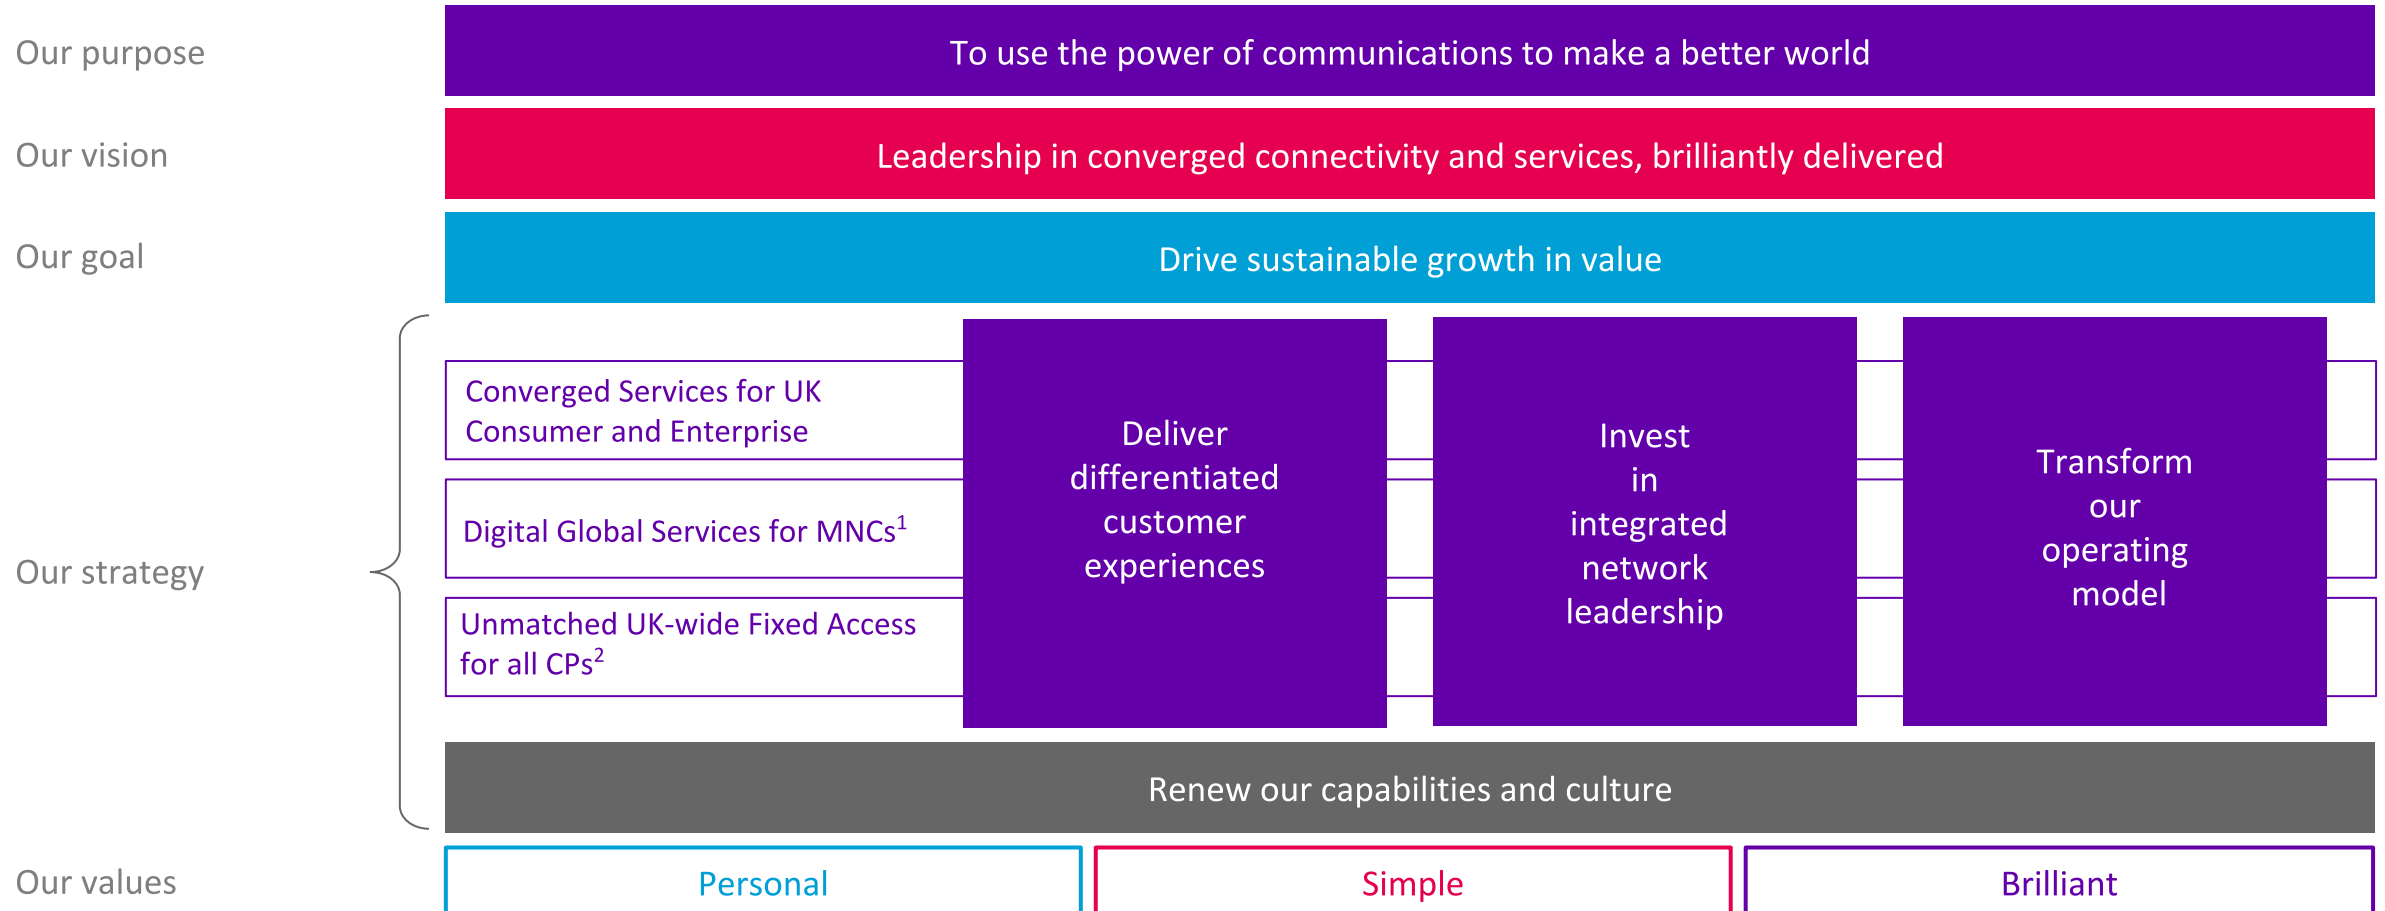 Our purpose
To use the power of communications to make a better world
Our vision
Leadership in converged connectivity and services, brilliantly delivered
Our goal
Drive sustainable growth in value
Our strategy
Converged Services for UK
Consumer and Enterprise
Digital Global Services for MNCs¹
Unmatched UK-wide Fixed Access
for all CPs²
Deliver
differentiated
customer
experiences
Invest
in
integrated
network
leadership
Transform
our
operating
model
Renew our capabilities and culture
Our values
Personal
Simple
Brilliant